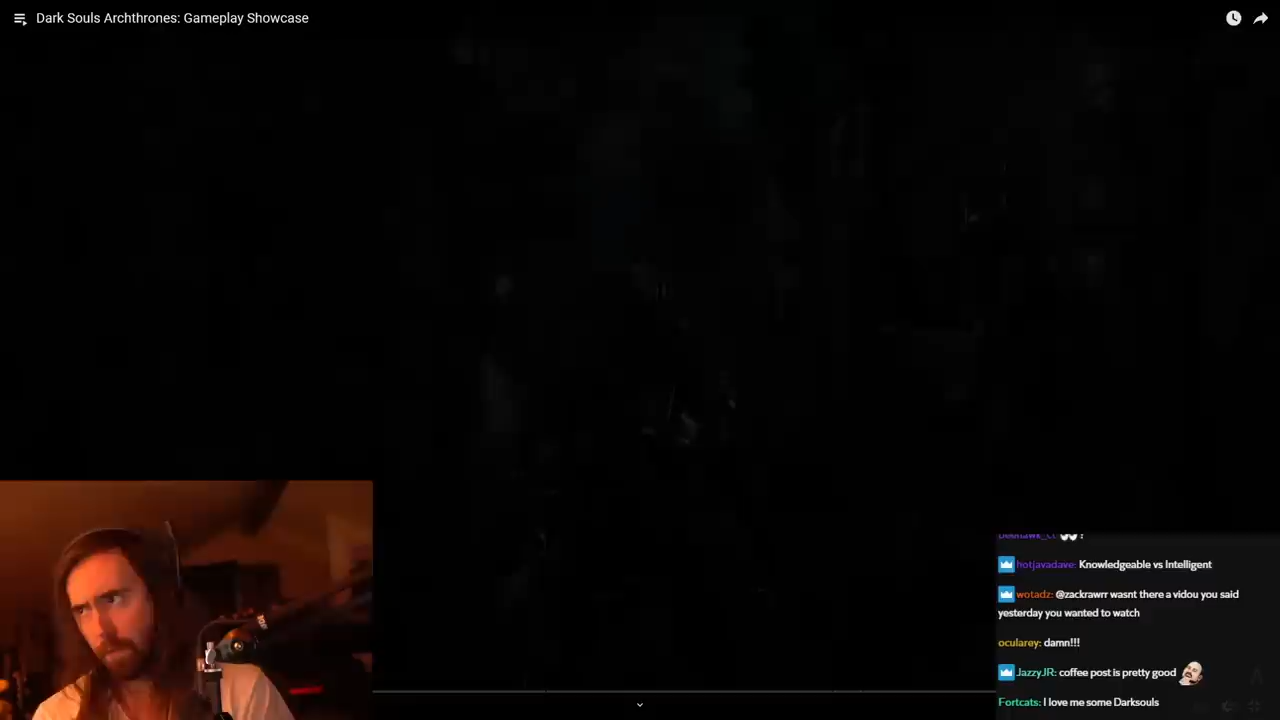 Dark Souls Archthrones: Gameplay Showcase
hotjavadave: Knowledgeable vs Intelligent
wotadz: @zackrawrr wasnt there a vidou you said
yesterday you wanted to watch
ocularey: damn!!!
JazzyJR: coffee post is pretty good
Fortcats: I love me some Darksouls